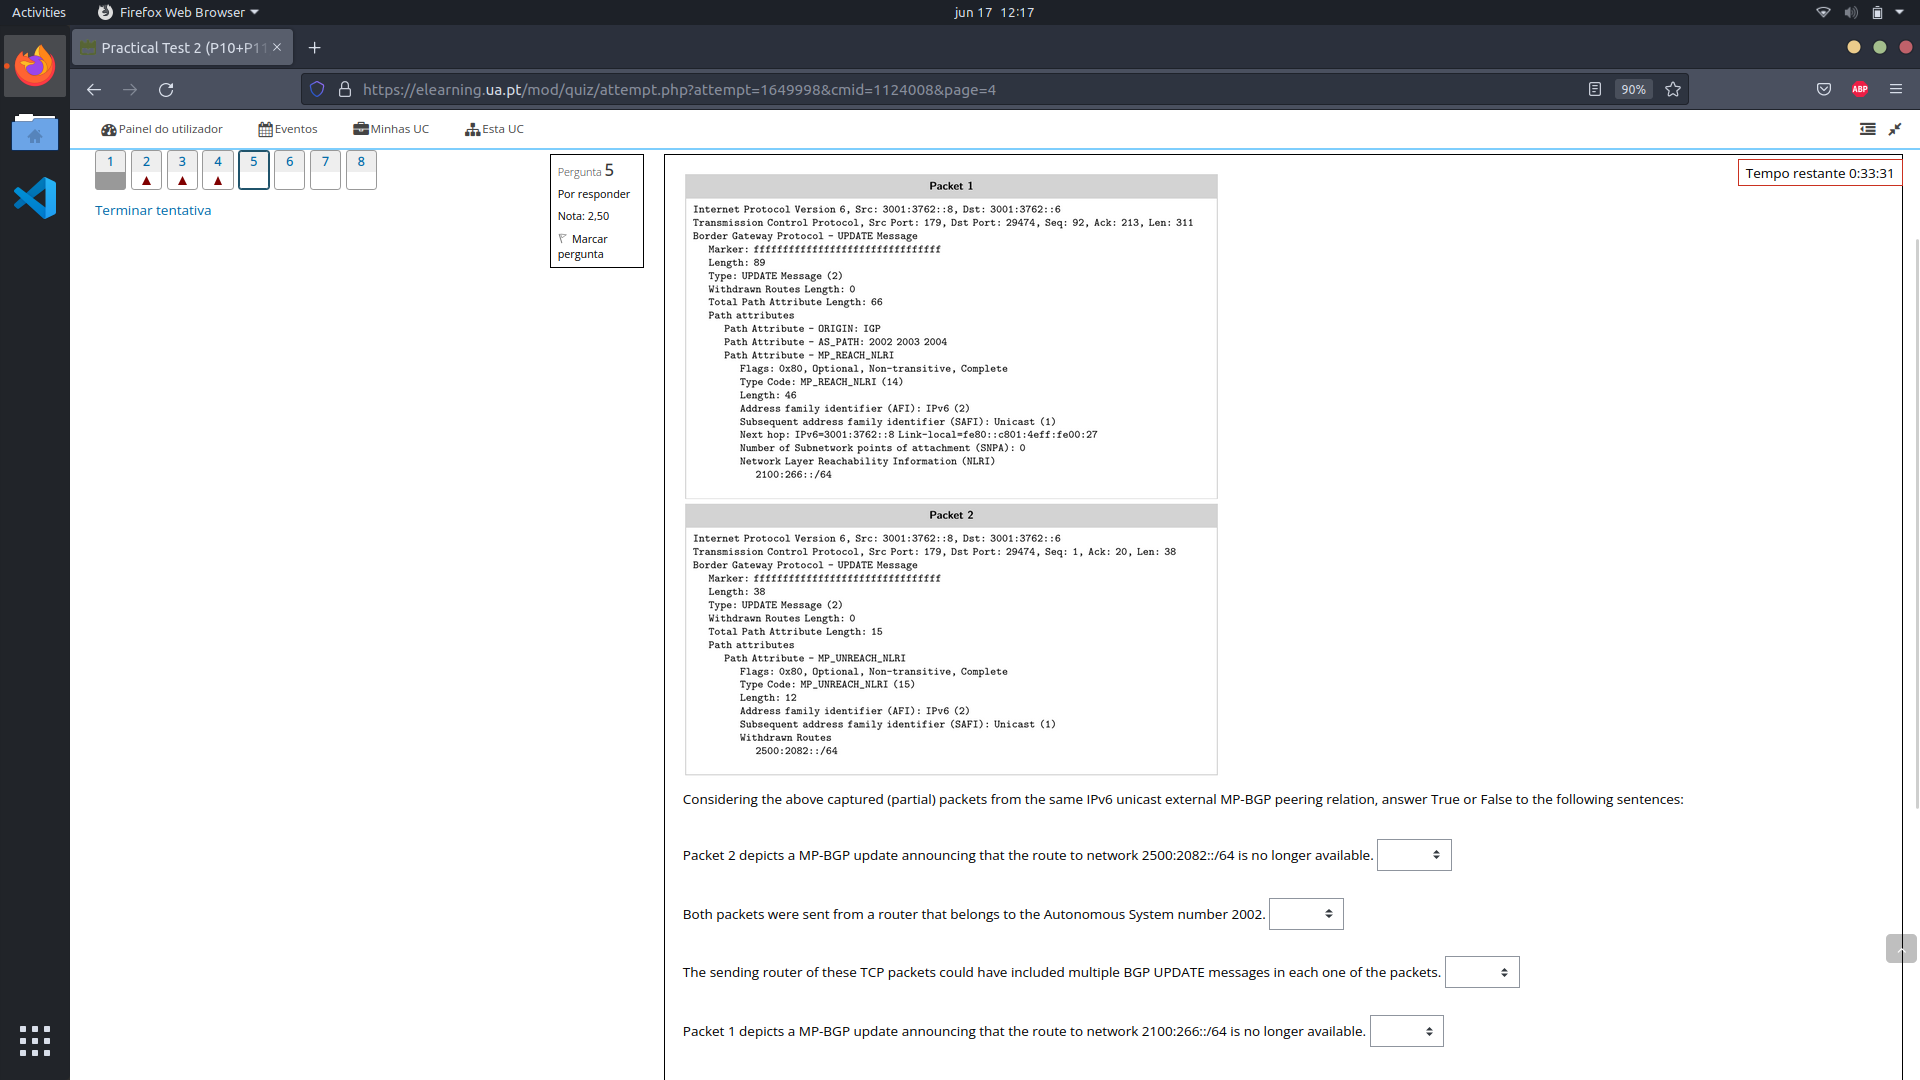 Activities
Firefox Web Browser
jun 17 12:17
Practical Test 2 (P10+P11
https://elearning.ua.pt/mod/quiz/attempt.php?attempt=1649998&cmid=1124008&page=4
90%
ABP
Painel do utilizador
Eventos
Minhas UC
Esta UC
1 2 3 4 5 6 7 8
Terminar tentativa
Pergunta 5
Por responder
Nota: 2,50
Marcar
pergunta
Tempo restante 0:33:31
Packet 1
Internet Protocol Version 6, Src: 3001:3762::8, Dst: 3001:3762::6
Transmission Control Protocol, Src Port: 179, Dst Port: 29474, Seq: 92, Ack: 213, Len: 311
Border Gateway Protocol - UPDATE Message
Marker: ffffffffffffffffffffffffffffffff
Length: 89
Type: UPDATE Message (2)
Withdrawn Routes Length: 0
Total Path Attribute Length: 66
Path attributes
Path Attribute - ORIGIN: IGP
Path Attribute - AS_PATH: 2002 2003 2004
Path Attribute - MP_REACH_NLRI
Flags: 0x80, Optional, Non-transitive, Complete
Type Code: MP_REACH_NLRI (14)
Length: 46
Address family identifier (AFI): IPv6 (2)
Subsequent address family identifier (SAFI): Unicast (1)
Next hop: IPv6=3001:3762::8 Link-local=fe80::c801:4eff:fe00:27
Number of Subnetwork points of attachment (SNPA): 0
Network Layer Reachability Information (NLRI)
2100:266::/64
Packet 2
Internet Protocol Version 6, Src: 3001:3762::8, Dst: 3001:3762::6
Transmission Control Protocol, Src Port: 179, Dst Port: 29474, Seq: 1, Ack: 20, Len: 38
Border Gateway Protocol - UPDATE Message
Marker: ffffffffffffffffffffffffffffffff
Length: 38
Type: UPDATE Message (2)
Withdrawn Routes Length: 0
Total Path Attribute Length: 15
Path attributes
Path Attribute - MP_UNREACH_NLRI
Flags: 0x80, Optional, Non-transitive, Complete
Type Code: MP_UNREACH_NLRI (15)
Length: 12
Address family identifier (AFI): IPv6 (2)
Subsequent address family identifier (SAFI): Unicast (1)
Withdrawn Routes
2500:2082::/64
Considering the above captured (partial) packets from the same IPv6 unicast external MP-BGP peering relation, answer True or False to the following sentences:
Packet 2 depicts a MP-BGP update announcing that the route to network 2500:2082::/64 is no longer available.
Both packets were sent from a router that belongs to the Autonomous System number 2002.
The sending router of these TCP packets could have included multiple BGP UPDATE messages in each one of the packets.
Packet 1 depicts a MP-BGP update announcing that the route to network 2100:266::/64 is no longer available.